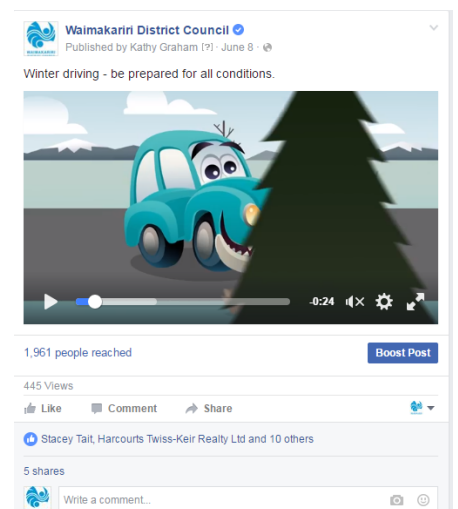 Waimakariri District Council
Published by Kathy Graham [?] · June 8 ·
Winter driving - be prepared for all conditions.
-0:24
1,961 people reached
Boost Post
445 Views
Like Comment Share
Stacey Tait, Harcourts Twiss-Keir Realty Ltd and 10 others
5 shares
Write a comment...